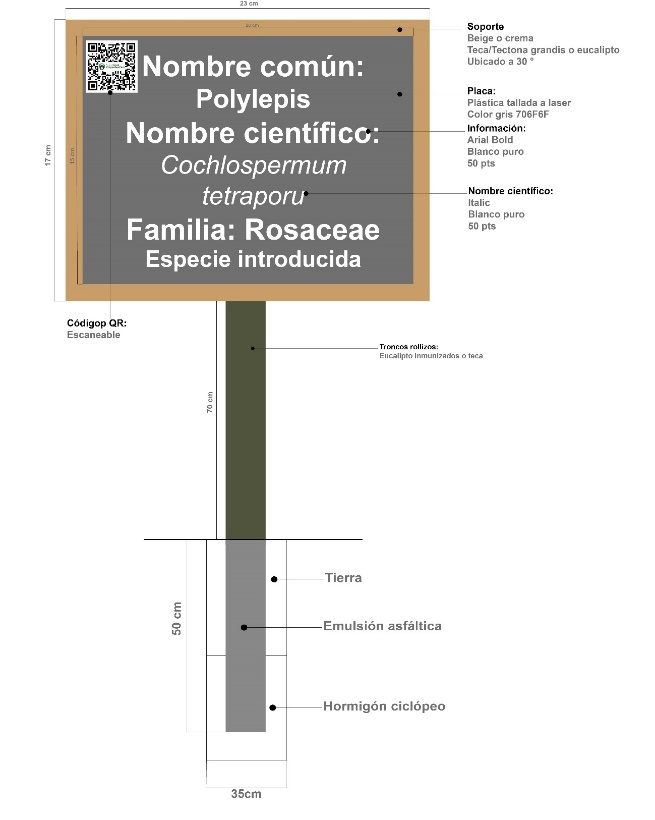 23 cm
Soporte
Beige o crema
Teca/Tectona grandis o eucalipto
Ubicado a 30 °
Nombre común:
Polylepis
Nombre científico:
Cochlospermum
tetraporu
Familia: Rosaceae
Especie introducida
17 cm
15 cm
Placa:
Plástica tallada a laser
Color gris 706F6F
Información:
Arial Bold
Blanco puro
50 pts
Nombre científico:
Italic
Blanco puro
50 pts
Códigop QR:
Escaneable
Troncos rollizos:
Eucalipto inmunizados o teca
70 cm
Tierra
50 cm
Emulsión asfáltica
Hormigón ciclópeo
35cm